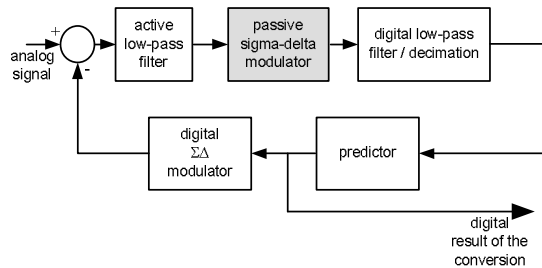 +
analog
signal
-
active
low-pass
filter
passive
sigma-delta
modulator
digital low-pass
filter / decimation
digital
ΣΔ
modulator
predictor
digital
result of the
conversion